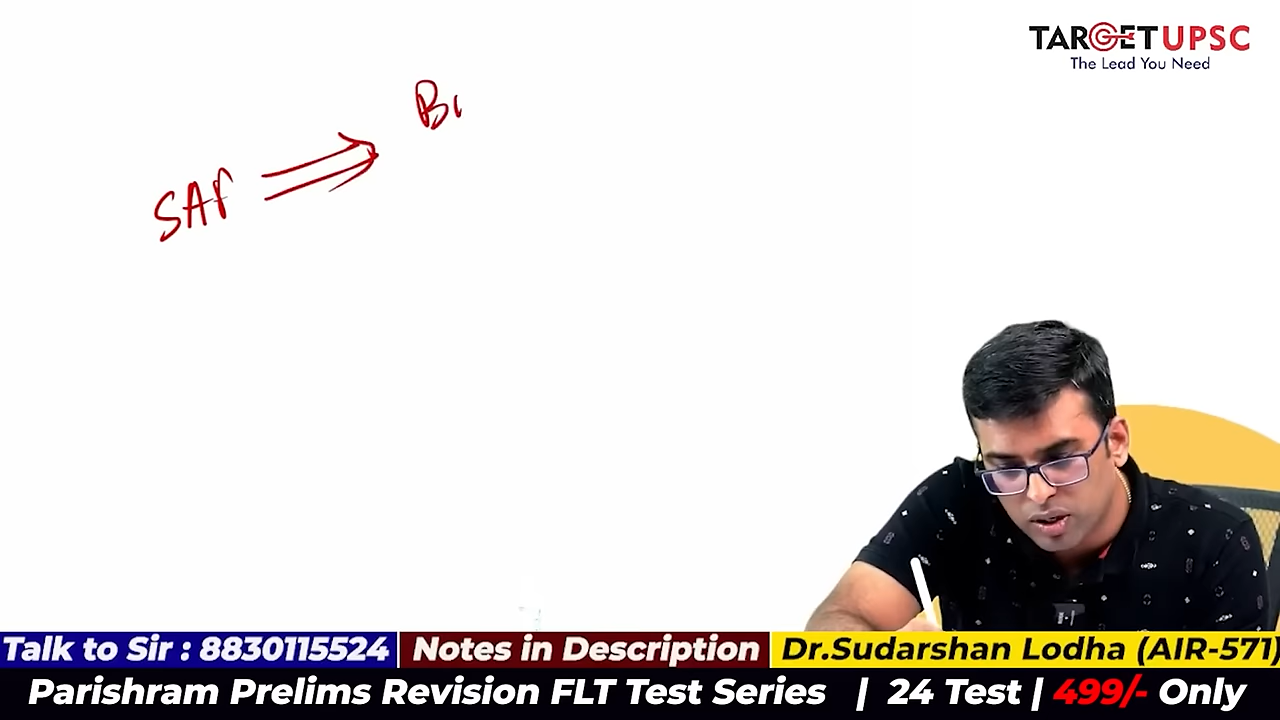 TARGETUPSC
The Lead You Need
SAF
Talk to Sir : 8830115524
Notes in Description
Dr.Sudarshan Lodha (AIR-571)
Parishram Prelims Revision FLT Test Series | 24 Test | 499/- Only